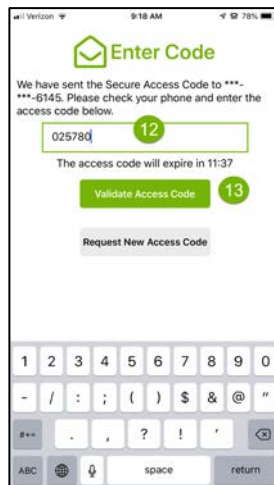 Verizon 9:18 AM 78%
Enter Code
We have sent the Secure Access Code to ***-
***-6145. Please check your phone and enter the
access code below.
025780 12
The access code will expire in 11:37
Validate Access Code 13
Request New Access Code
1 2 3 4 5 6 7 8 9 0
- / : ; ( ) $ & @ "
#+= . , ? ! '
ABC space return